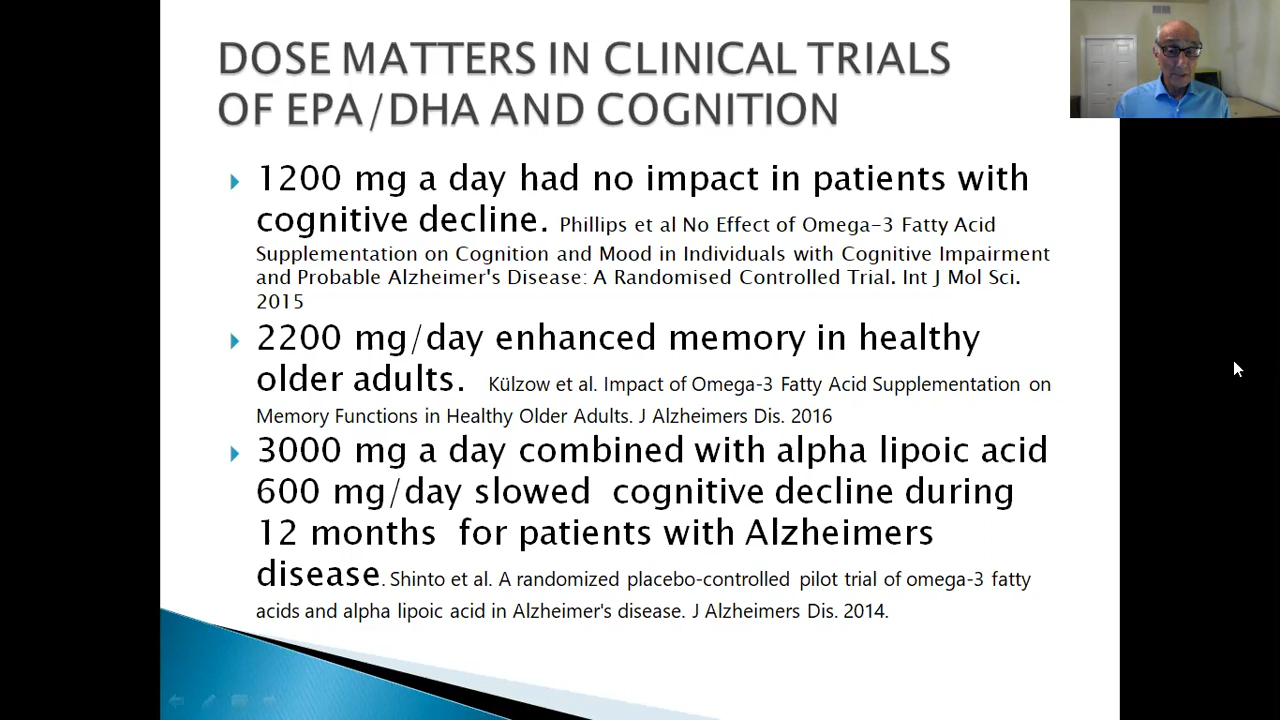 DOSE MATTERS IN CLINICAL TRIALS
OF EPA/DHA AND COGNITION
1200 mg a day had no impact in patients with
cognitive decline. Phillips et al No Effect of Omega-3 Fatty Acid
Supplementation on Cognition and Mood in Individuals with Cognitive Impairment
and Probable Alzheimer's Disease: A Randomised Controlled Trial. Int J Mol Sci.
2015
2200 mg/day enhanced memory in healthy
older adults. Külzow et al. Impact of Omega-3 Fatty Acid Supplementation on
Memory Functions in Healthy Older Adults. J Alzheimers Dis. 2016
3000 mg a day combined with alpha lipoic acid
600 mg/day slowed cognitive decline during
12 months for patients with Alzheimers
disease. Shinto et al. A randomized placebo-controlled pilot trial of omega-3 fatty
acids and alpha lipoic acid in Alzheimer's disease. J Alzheimers Dis. 2014.